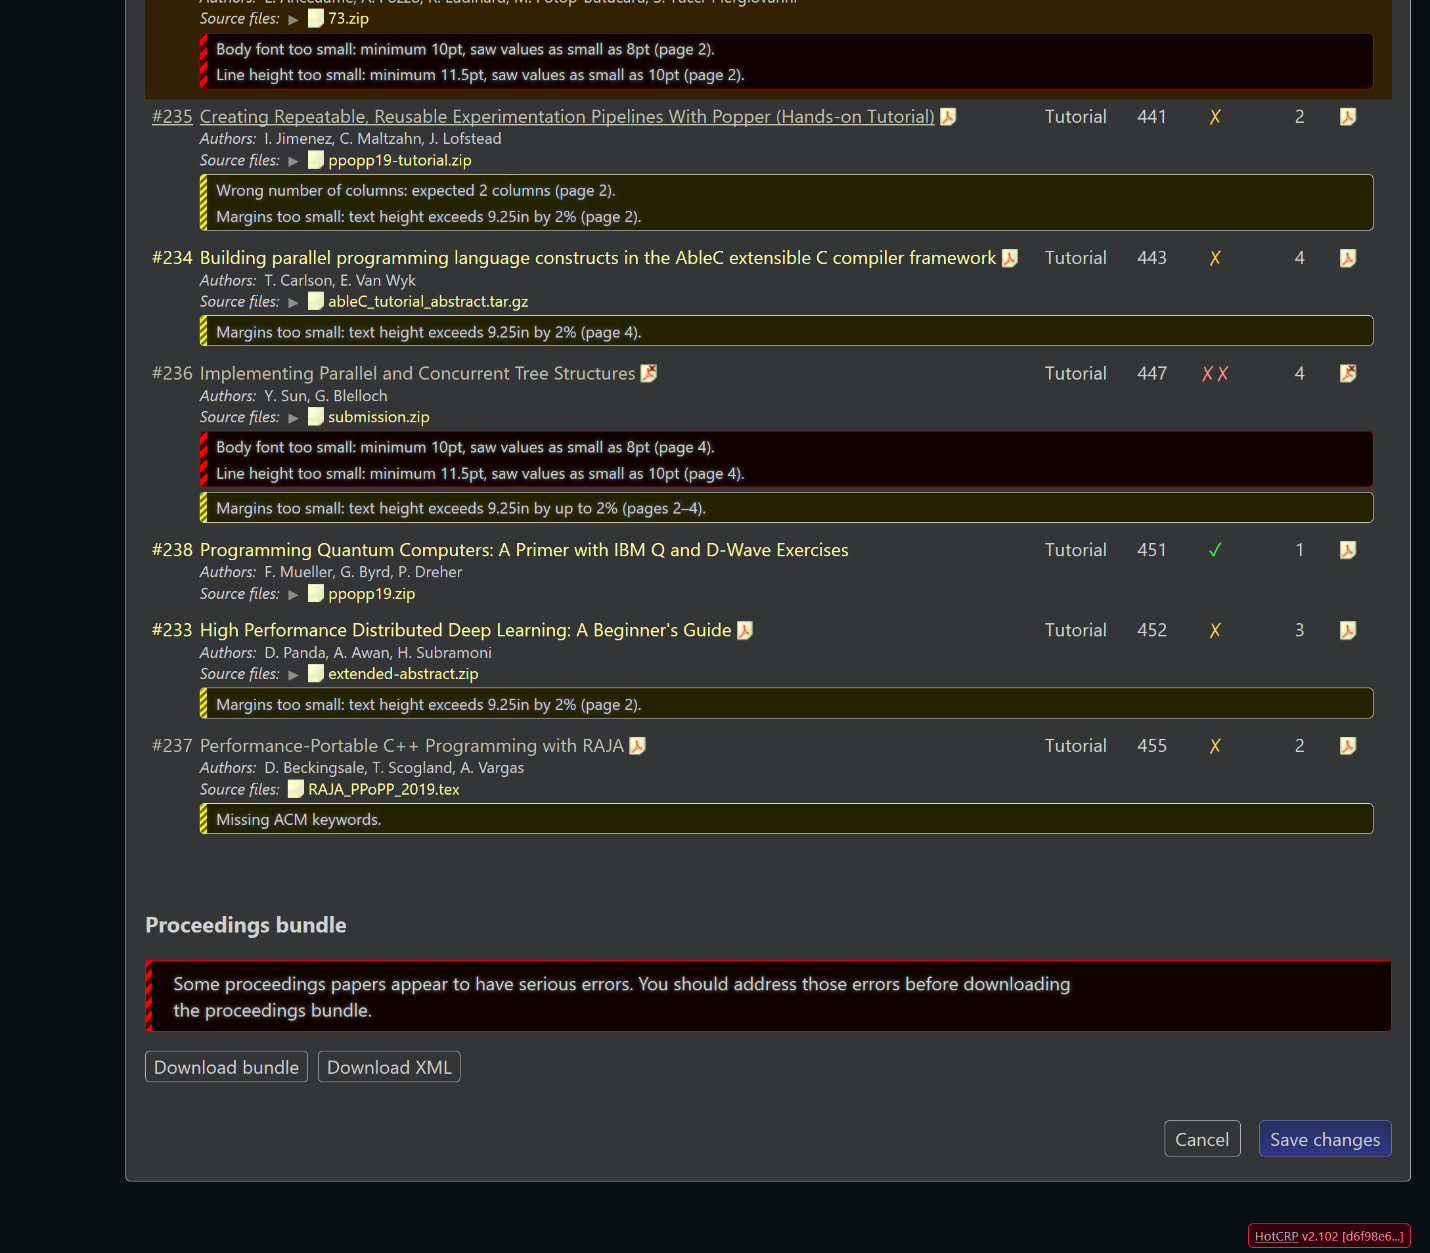 Source files: ▶ 73.zip
Body font too small: minimum 10pt, saw values as small as 8pt (page 2).
Line height too small: minimum 11.5pt, saw values as small as 10pt (page 2).
#235 Creating Repeatable, Reusable Experimentation Pipelines With Popper (Hands-on Tutorial) Tutorial 441 ✗ 2
Authors: I. Jimenez, C. Maltzahn, J. Lofstead
Source files: ▶ ppopp19-tutorial.zip
Wrong number of columns: expected 2 columns (page 2).
Margins too small: text height exceeds 9.25in by 2% (page 2).
#234 Building parallel programming language constructs in the AbleC extensible C compiler framework Tutorial 443 ✗ 4
Authors: T. Carlson, E. Van Wyk
Source files: ▶ ableC_tutorial_abstract.tar.gz
Margins too small: text height exceeds 9.25in by 2% (page 4).
#236 Implementing Parallel and Concurrent Tree Structures Tutorial 447 ✗✗ 4
Authors: Y. Sun, G. Blelloch
Source files: ▶ submission.zip
Body font too small: minimum 10pt, saw values as small as 8pt (page 4).
Line height too small: minimum 11.5pt, saw values as small as 10pt (page 4).
Margins too small: text height exceeds 9.25in by up to 2% (pages 2–4).
#238 Programming Quantum Computers: A Primer with IBM Q and D-Wave Exercises Tutorial 451 ✓ 1
Authors: F. Mueller, G. Byrd, P. Dreher
Source files: ▶ ppopp19.zip
#233 High Performance Distributed Deep Learning: A Beginner's Guide Tutorial 452 ✗ 3
Authors: D. Panda, A. Awan, H. Subramoni
Source files: ▶ extended-abstract.zip
Margins too small: text height exceeds 9.25in by 2% (page 2).
#237 Performance-Portable C++ Programming with RAJA Tutorial 455 ✗ 2
Authors: D. Beckingsale, T. Scogland, A. Vargas
Source files: RAJA_PPoPP_2019.tex
Missing ACM keywords.
Proceedings bundle
Some proceedings papers appear to have serious errors. You should address those errors before downloading
the proceedings bundle.
Download bundle Download XML
Cancel Save changes
HotCRP v2.102 [d6f98e6...]